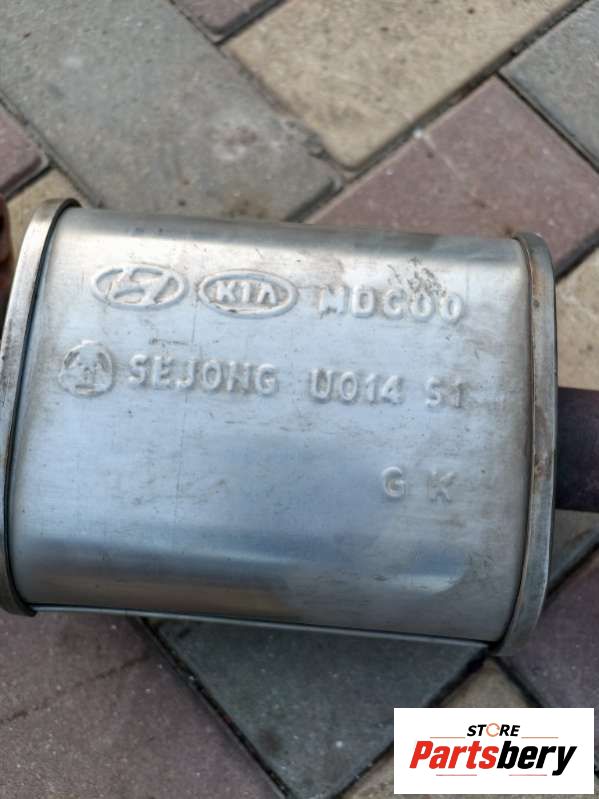 KIA MDC00
SEJONG U014 S1
G K
STORE
Partsbery